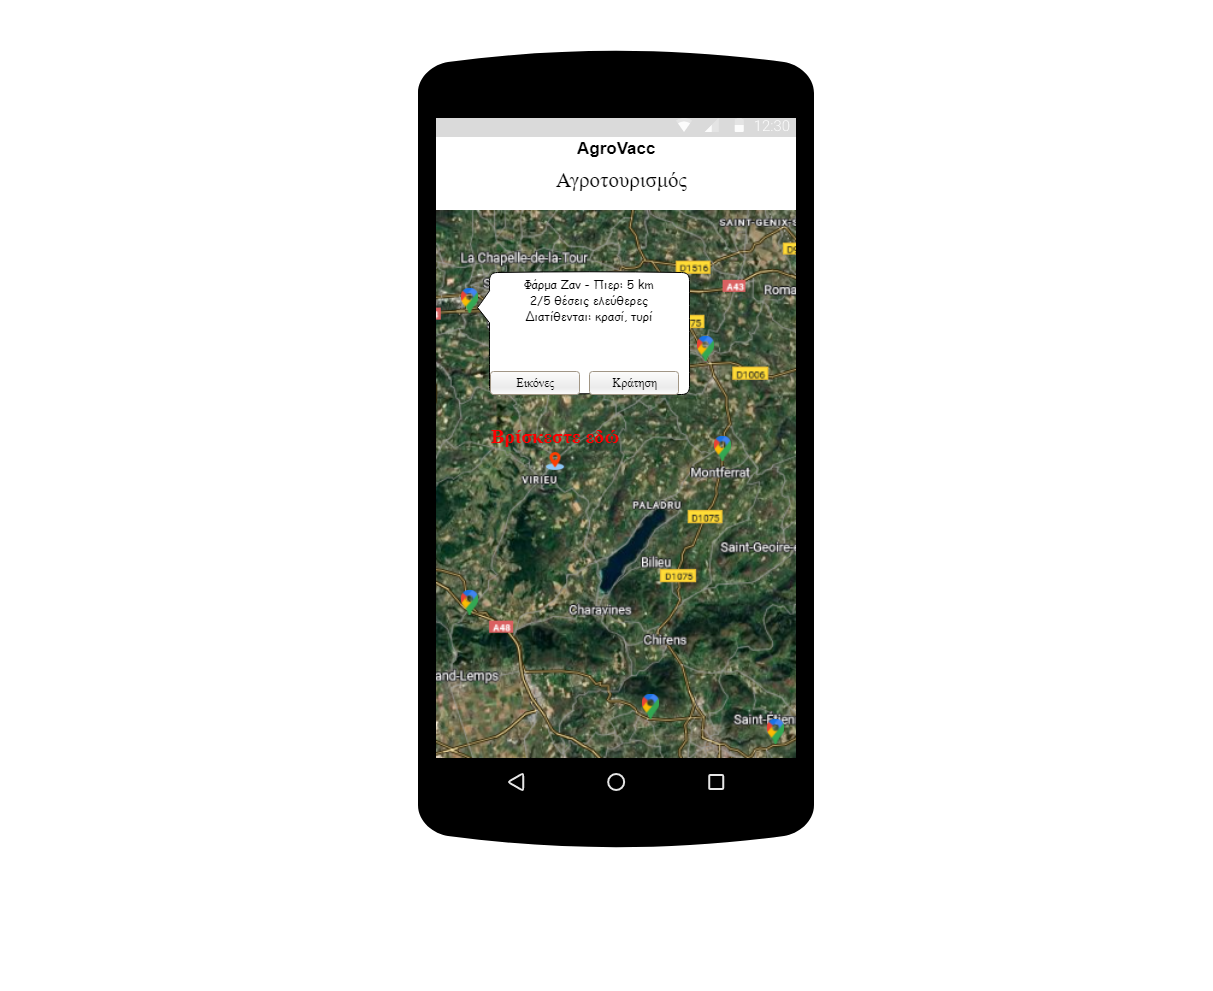 12:30
AgroVacc
Αγροτουρισμός
SAINT-GENIX-S
La Chapelle-de-la-Tour
D1516
A43
Roma
Φάρμα Ζαν - Πιερ: 5 km
2/5 θέσεις ελεύθερες
Διατίθενται: κρασί, τυρί
75
D1006
Εικόνες
Κράτηση
Βρίσκεστε εδώ
VIRIEU
Montferrat
PALADRU
D1075
Saint-Geoire-e
Bilieu
D1075
Charavines
A48
Chirens
and-Lemps
Saint-Etien